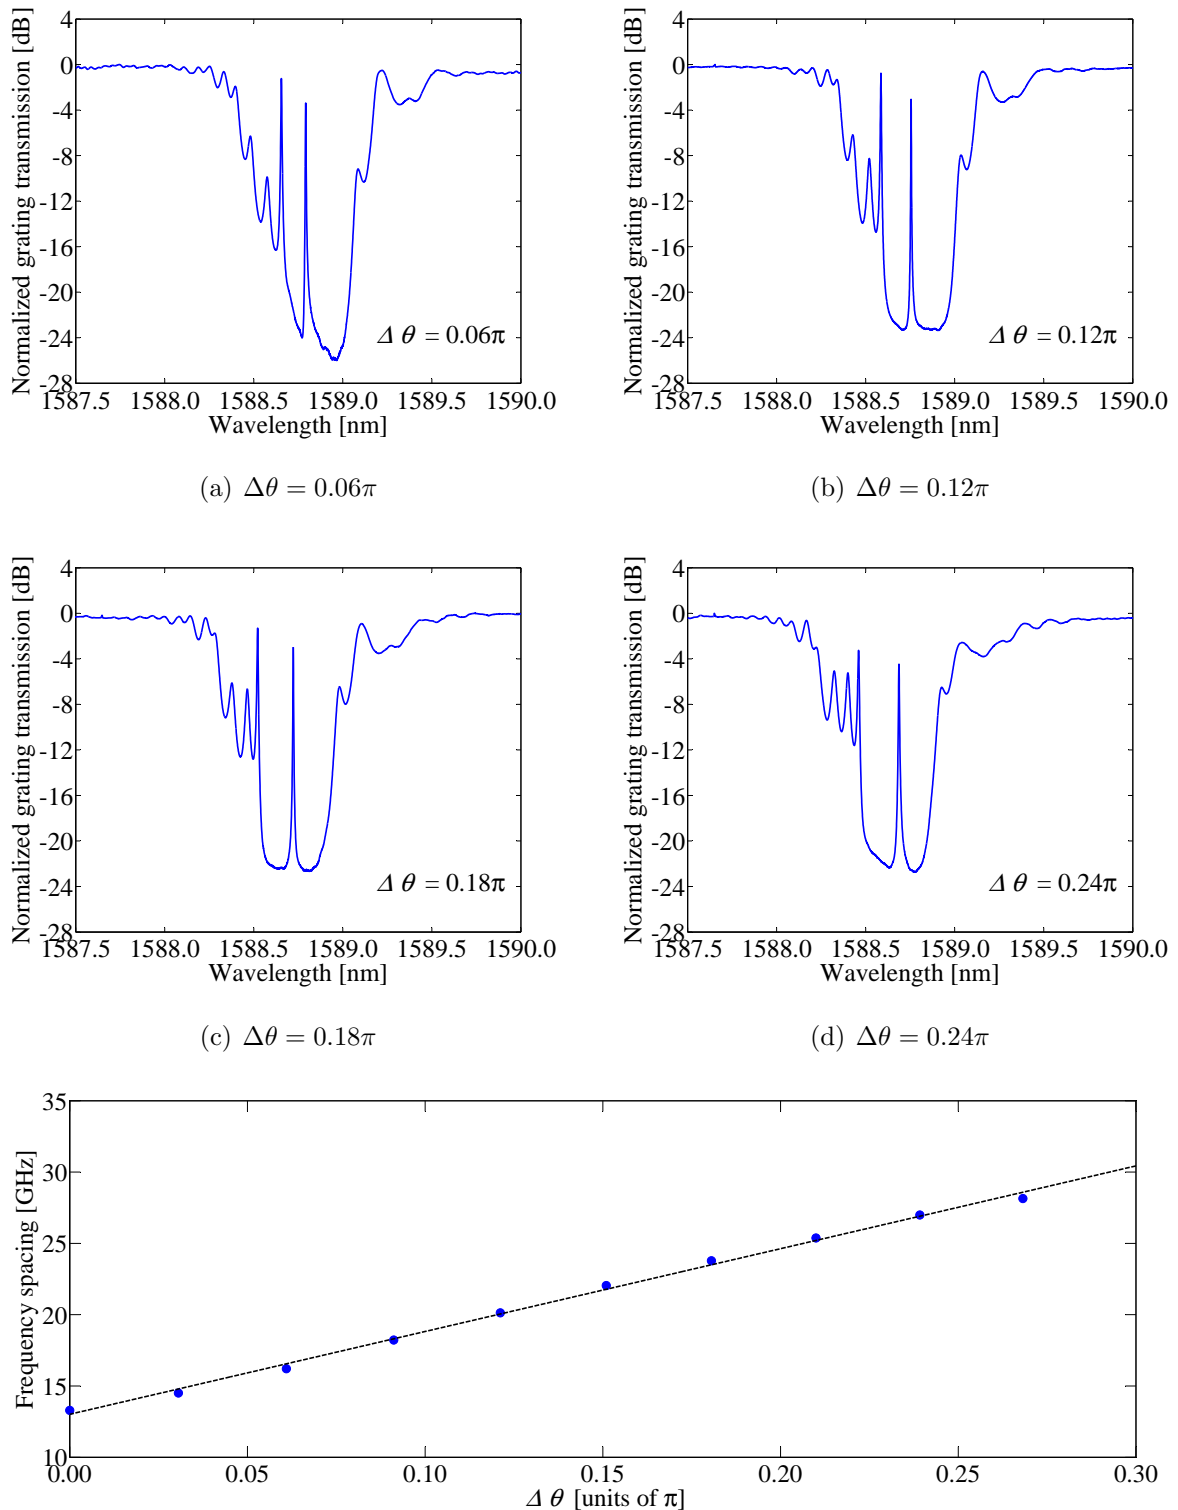 Normalized grating transmission [dB]
4
0
-4
-8
-12
-16
-20
-24
-28
Δ θ = 0.06π
1587.5 1588.0 1588.5 1589.0 1589.5 1590.0
Wavelength [nm]
(a) Δθ = 0.06π
Normalized grating transmission [dB]
4
0
-4
-8
-12
-16
-20
-24
-28
Δ θ = 0.12π
1587.5 1588.0 1588.5 1589.0 1589.5 1590.0
Wavelength [nm]
(b) Δθ = 0.12π
Normalized grating transmission [dB]
4
0
-4
-8
-12
-16
-20
-24
-28
Δ θ = 0.18π
1587.5 1588.0 1588.5 1589.0 1589.5 1590.0
Wavelength [nm]
(c) Δθ = 0.18π
Normalized grating transmission [dB]
4
0
-4
-8
-12
-16
-20
-24
-28
Δ θ = 0.24π
1587.5 1588.0 1588.5 1589.0 1589.5 1590.0
Wavelength [nm]
(d) Δθ = 0.24π
Frequency spacing [GHz]
35
30
25
20
15
10
0.00 0.05 0.10 0.15 0.20 0.25 0.30
Δ θ [units of π]